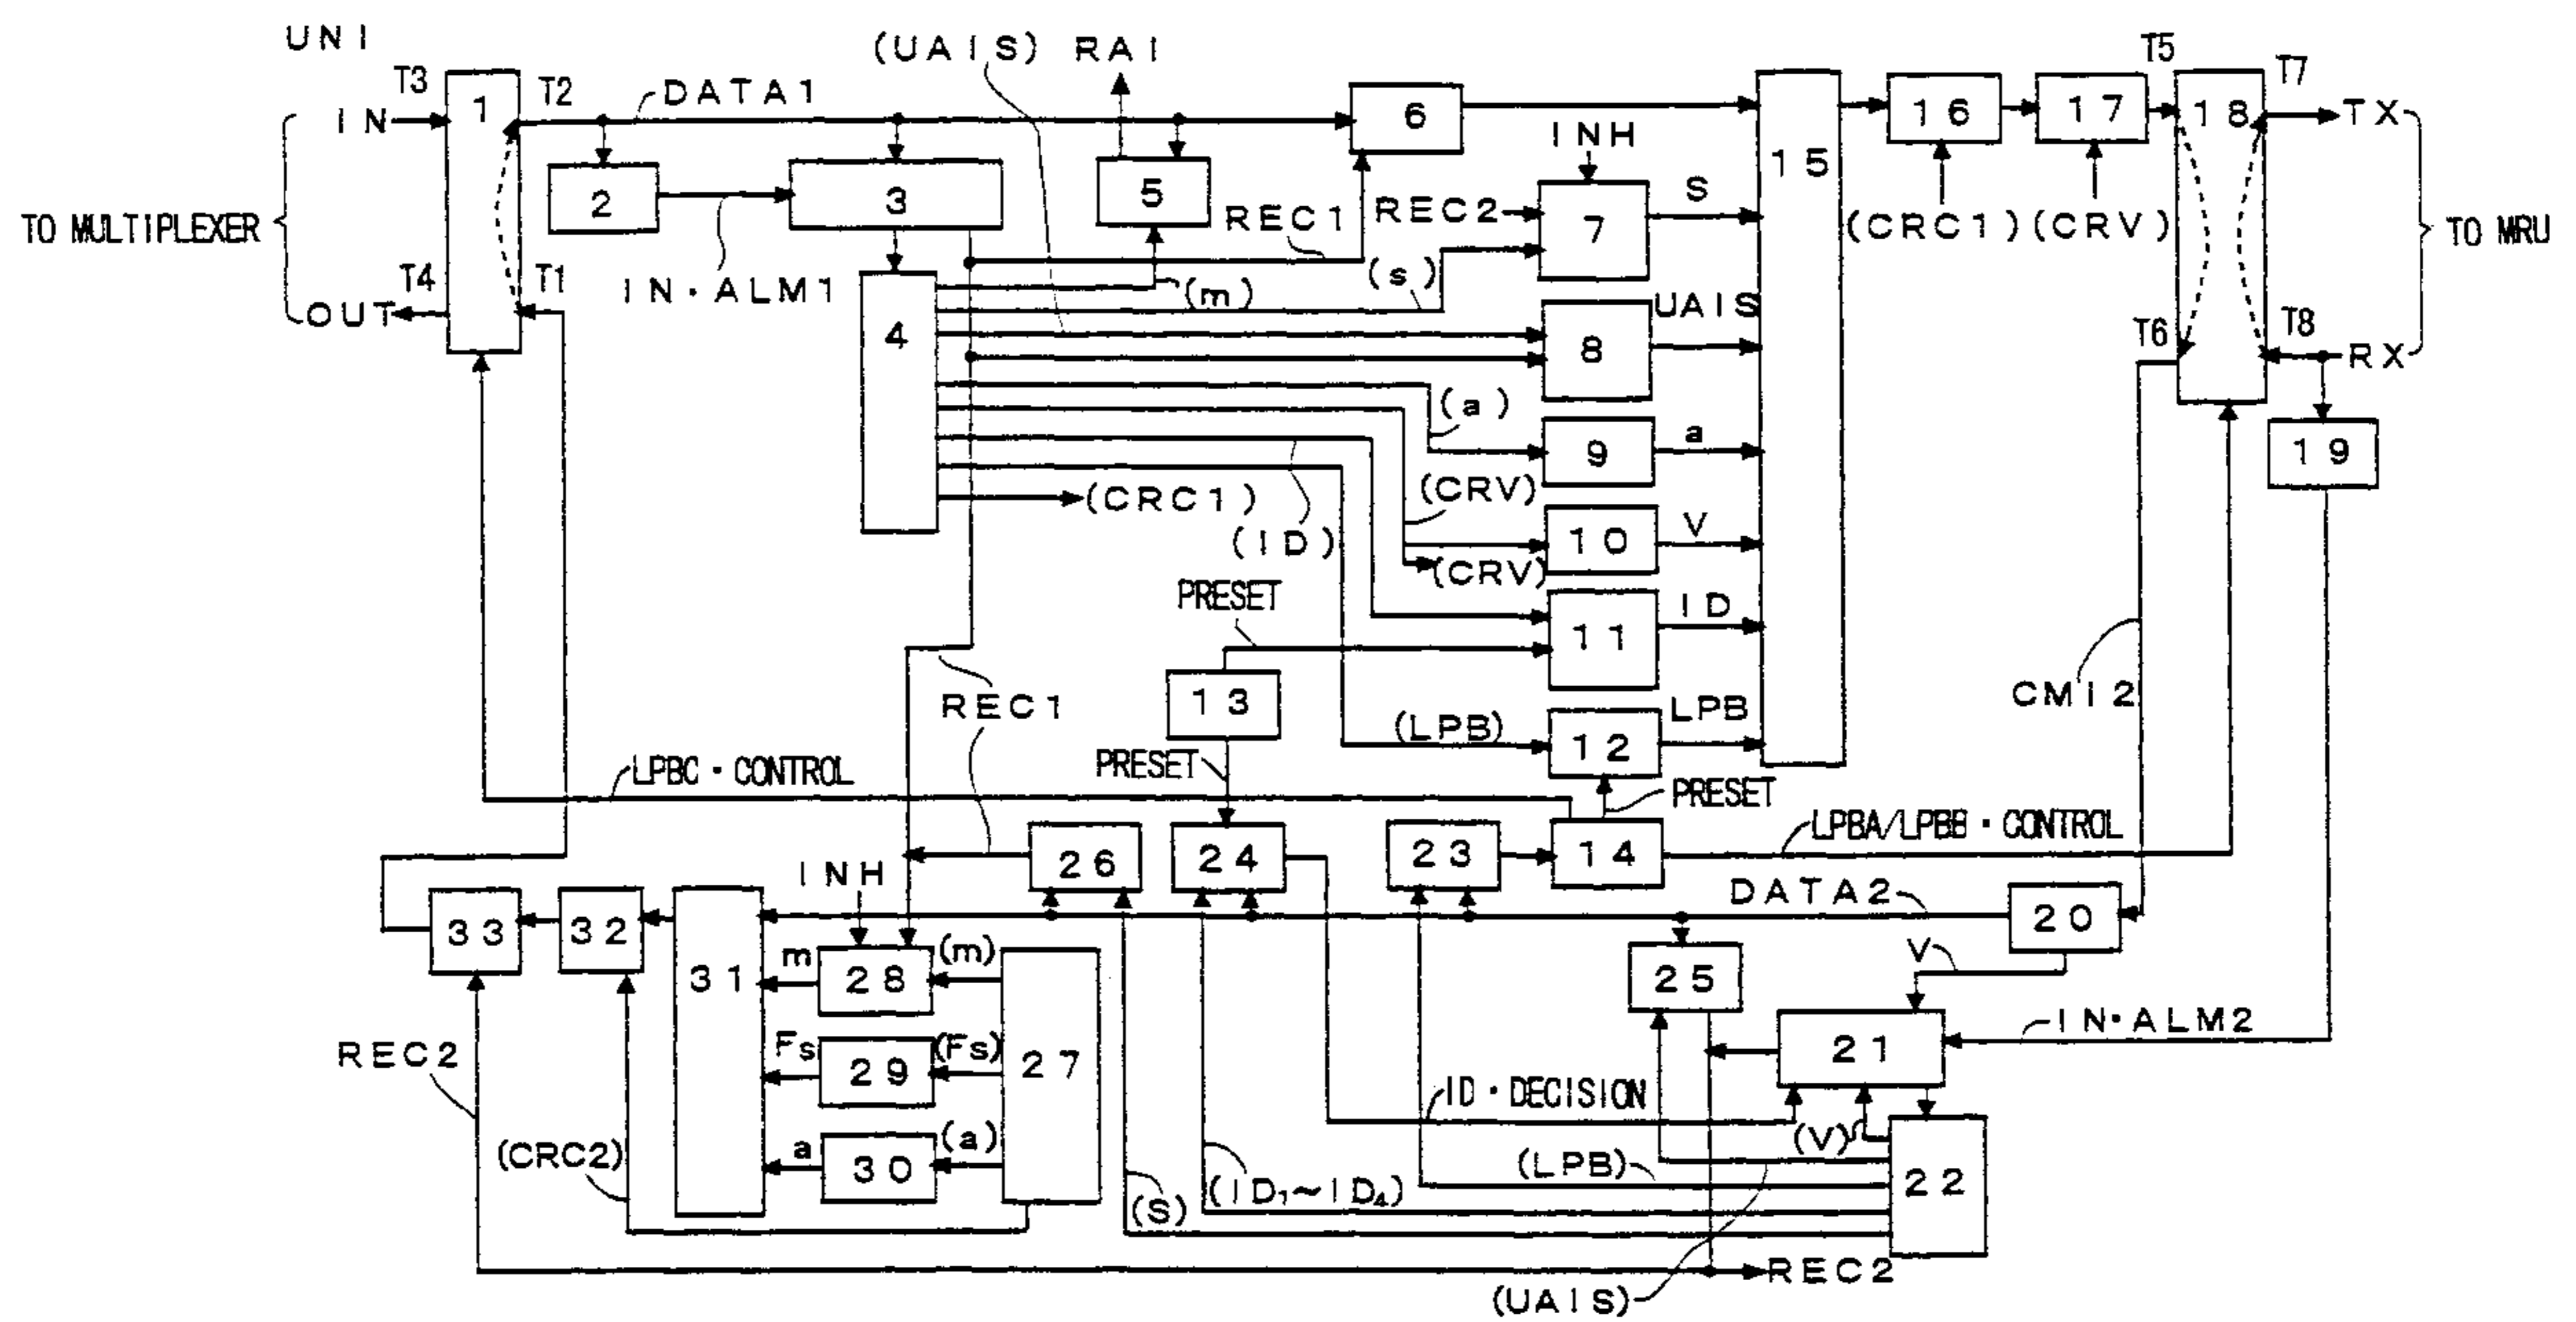 UNI
(UAIS) RAI
T3
T2
DATA1
T5
T7
IN
1
6
16
17
18
TX
INH
15
2
3
5
REC2
7
S
REC1
(CRC1)
(CRV)
TO MULTIPLEXER
TO MRU
T4
T1
IN・ALM1
(m)
(s)
OUT
4
8
UAIS
T6
T8
RX
(a)
9
a
19
(CRC1)
(CRV)
(ID)
10
V
(CRV)
PRESET
11
ID
REC1
13
CMI2
(LPB)
12
LPB
LPBC・CONTROL
PRESET
PRESET
LPBA/LPBB・CONTROL
26
24
23
14
INH
DATA2
33
32
31
m
28
(m)
20
V
25
REC2
Fs
29
(Fs)
27
21
IN・ALM2
ID・DECISION
(CRC2)
a
30
(a)
(S)
(ID1~ID4)
(LPB)
(V)
22
REC2
(UAIS)